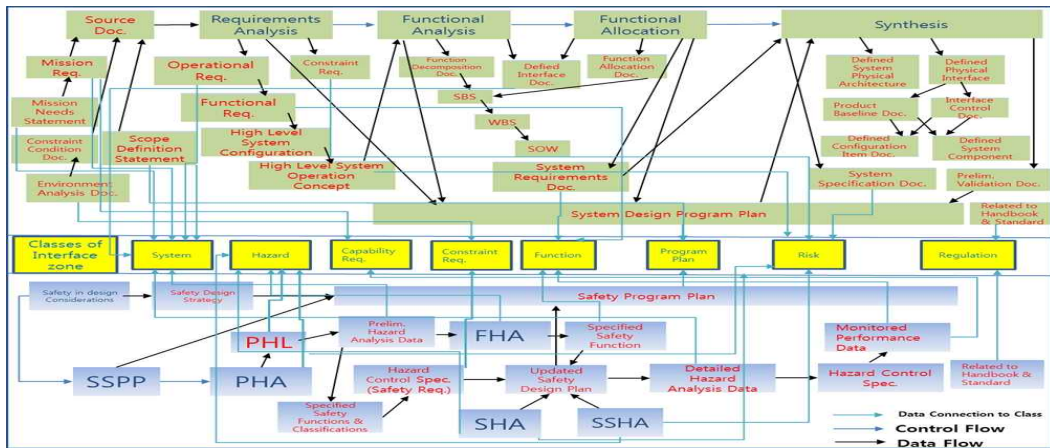 Source Doc.
Requirements
Analysis
Functional
Analysis
Functional
Allocation
Synthesis
Mission Req.
Operational
Req.
Constraint
Req.
Function
Decomposition
Doc.
Defied
Interface
Doc.
Function
Allocation Doc.
Defined
System
Physical
Architecture
Defined
Physical
Interface
Mission
Needs
Statement
Functional
Req.
SBS
WBS
SOW
Product
Baseline Doc.
Interface
Control
Doc.
Constraint
Condition Doc.
Scope
Definition
Statement
High Level
System
Configuration
Defined
Configuration
Item Doc.
Defined
System
Component
Environment
Analysis Doc.
High Level System
Operation
Concept
System
Requirements
Doc.
System
Specification Doc.
Prelim.
Validation Doc.
System Design Program Plan
Related to
Handbook
& Standard
Classes of
Interface
zone
System
Hazard
Capability
Req.
Constraint
Req.
Function
Program
Plan
Risk
Regulation
Safety in design
Considerations
Safety Design
Strategy
Safety Program Plan
PHL
Prelim.
Hazard
Analysis Data
FHA
Specified
Safety
Function
Monitored
Performance
Data
SSPP
PHA
Hazard
Control Spec.
(Safety Req.)
Updated
Safety
Design Plan
Detailed
Hazard
Analysis Data
Hazard Control
Spec.
Related to
Handbook &
Standard
Specified
Safety
Functions &
Classifications
SHA
SSHA
Data Connection to Class
Control Flow
Data Flow